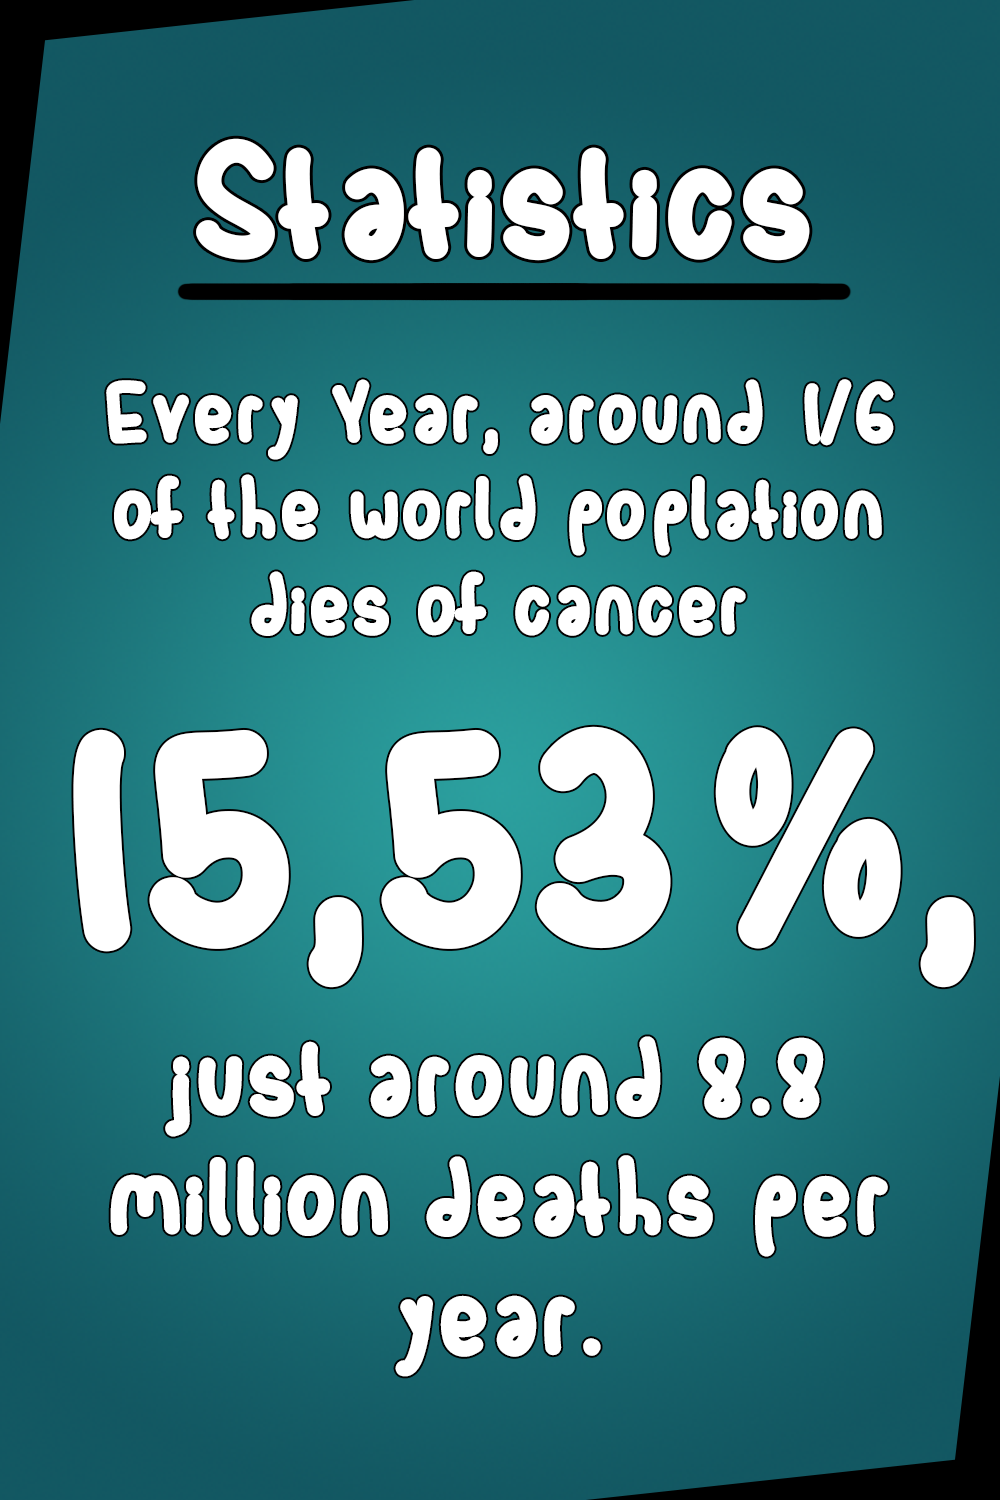 Statistics
Every Year, around 1/6
of the world poplation
dies of cancer
15,53%,
just around 8.8
million deaths per
year.